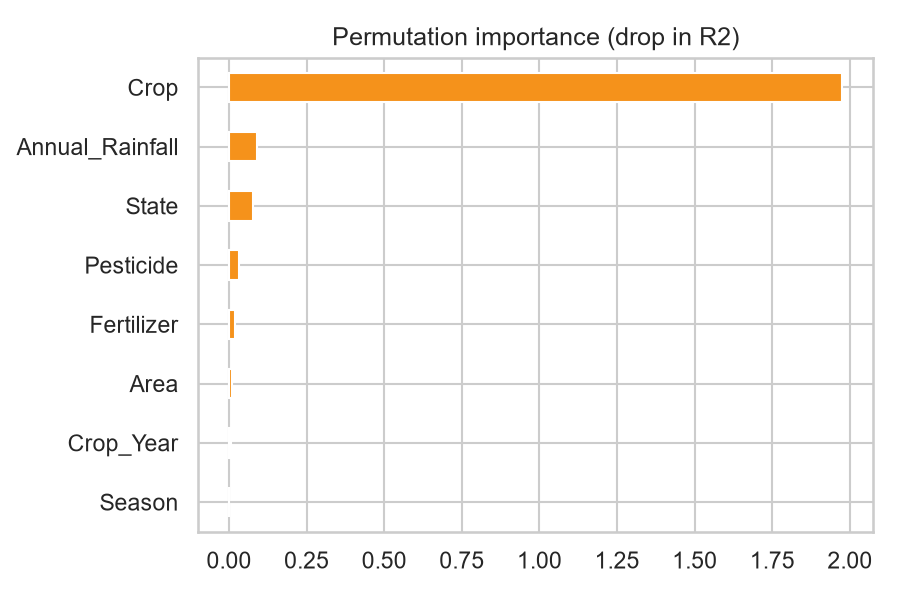 Permutation importance (drop in R2)
Crop
Annual_Rainfall
State
Pesticide
Fertilizer
Area
Crop_Year
Season
0.00 0.25 0.50 0.75 1.00 1.25 1.50 1.75 2.00